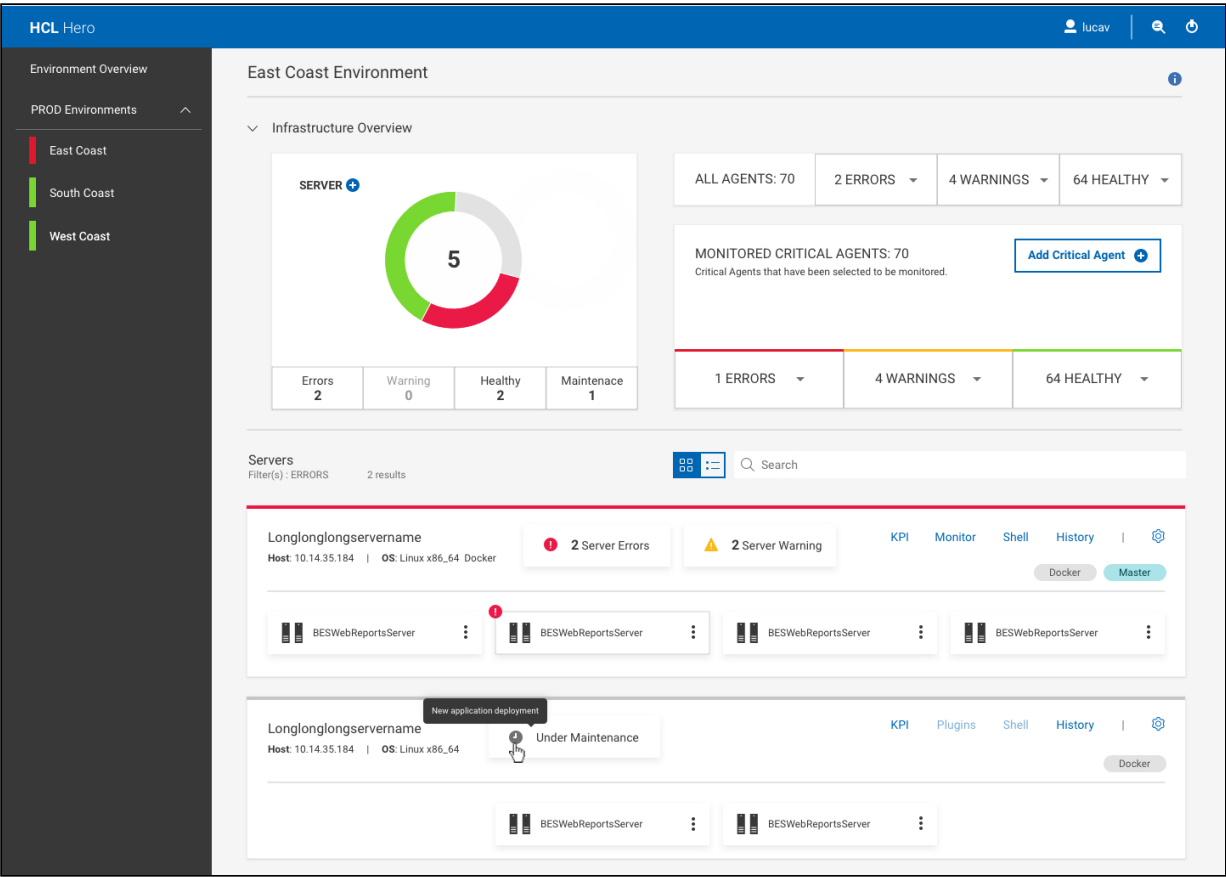 HCL Hero
lucav
Environment Overview
PROD Environments
East Coast
South Coast
West Coast
East Coast Environment
Infrastructure Overview
SERVER
5
Errors
2
Warning
0
Healthy
2
Maintenace
1
ALL AGENTS: 70
2 ERRORS
4 WARNINGS
64 HEALTHY
MONITORED CRITICAL AGENTS: 70
Critical Agents that have been selected to be monitored.
Add Critical Agent
1 ERRORS
4 WARNINGS
64 HEALTHY
Servers
Filter(s) : ERRORS 2 results
Search
Longlonglongservername
Host: 10.14.35.184 | OS: Linux x86_64 Docker
2 Server Errors
2 Server Warning
KPI Monitor Shell History |
Docker Master
BESWebReportsServer
BESWebReportsServer
BESWebReportsServer
BESWebReportsServer
New application deployment
Longlonglongservername
Host: 10.14.35.184 | OS: Linux x86_64
Under Maintenance
KPI Plugins Shell History |
Docker
BESWebReportsServer
BESWebReportsServer